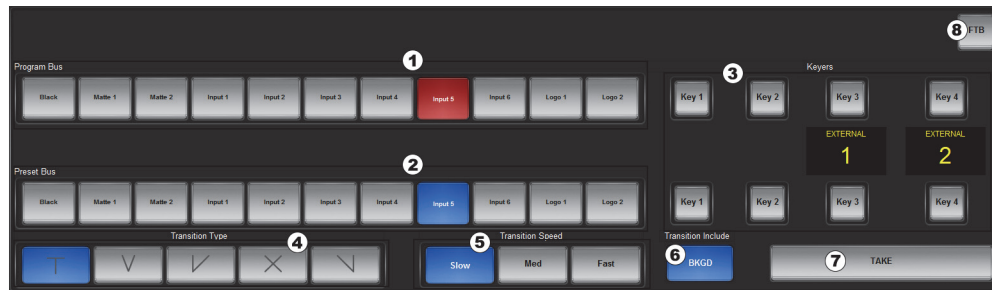 8 FTB
1
Program Bus
3 Keyers
Black Matte 1 Matte 2 Input 1 Input 2 Input 3 Input 4 Input 5 Input 6 Logo 1 Logo 2
Key 1 Key 2 Key 3 Key 4
EXTERNAL EXTERNAL
1 2
2
Preset Bus
Black Matte 1 Matte 2 Input 1 Input 2 Input 3 Input 4 Input 5 Input 6 Logo 1 Logo 2
Key 1 Key 2 Key 3 Key 4
Transition Type 4
5 Transition Speed
Transition Include
Slow Med Fast
6 BKGD
7 TAKE